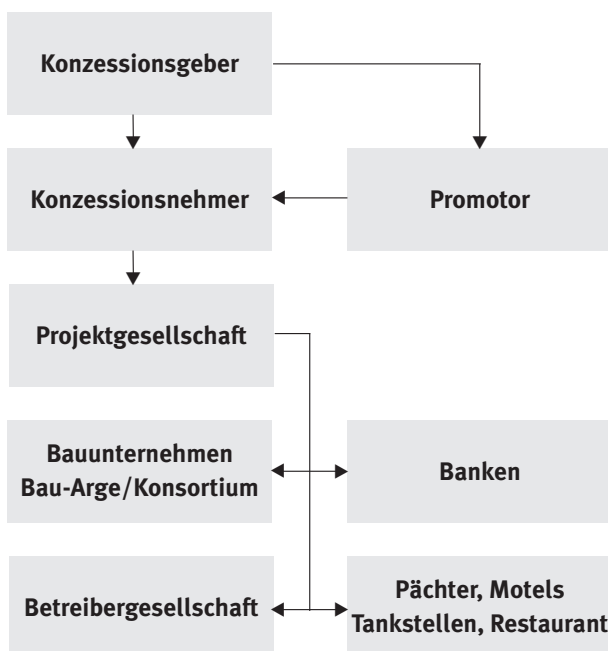 Konzessionsgeber
Konzessionsnehmer
Promotor
Projektgesellschaft
Bauunternehmen
Bau-Arge/Konsortium
Banken
Betreibergesellschaft
Pächter, Motels
Tankstellen, Restaurant